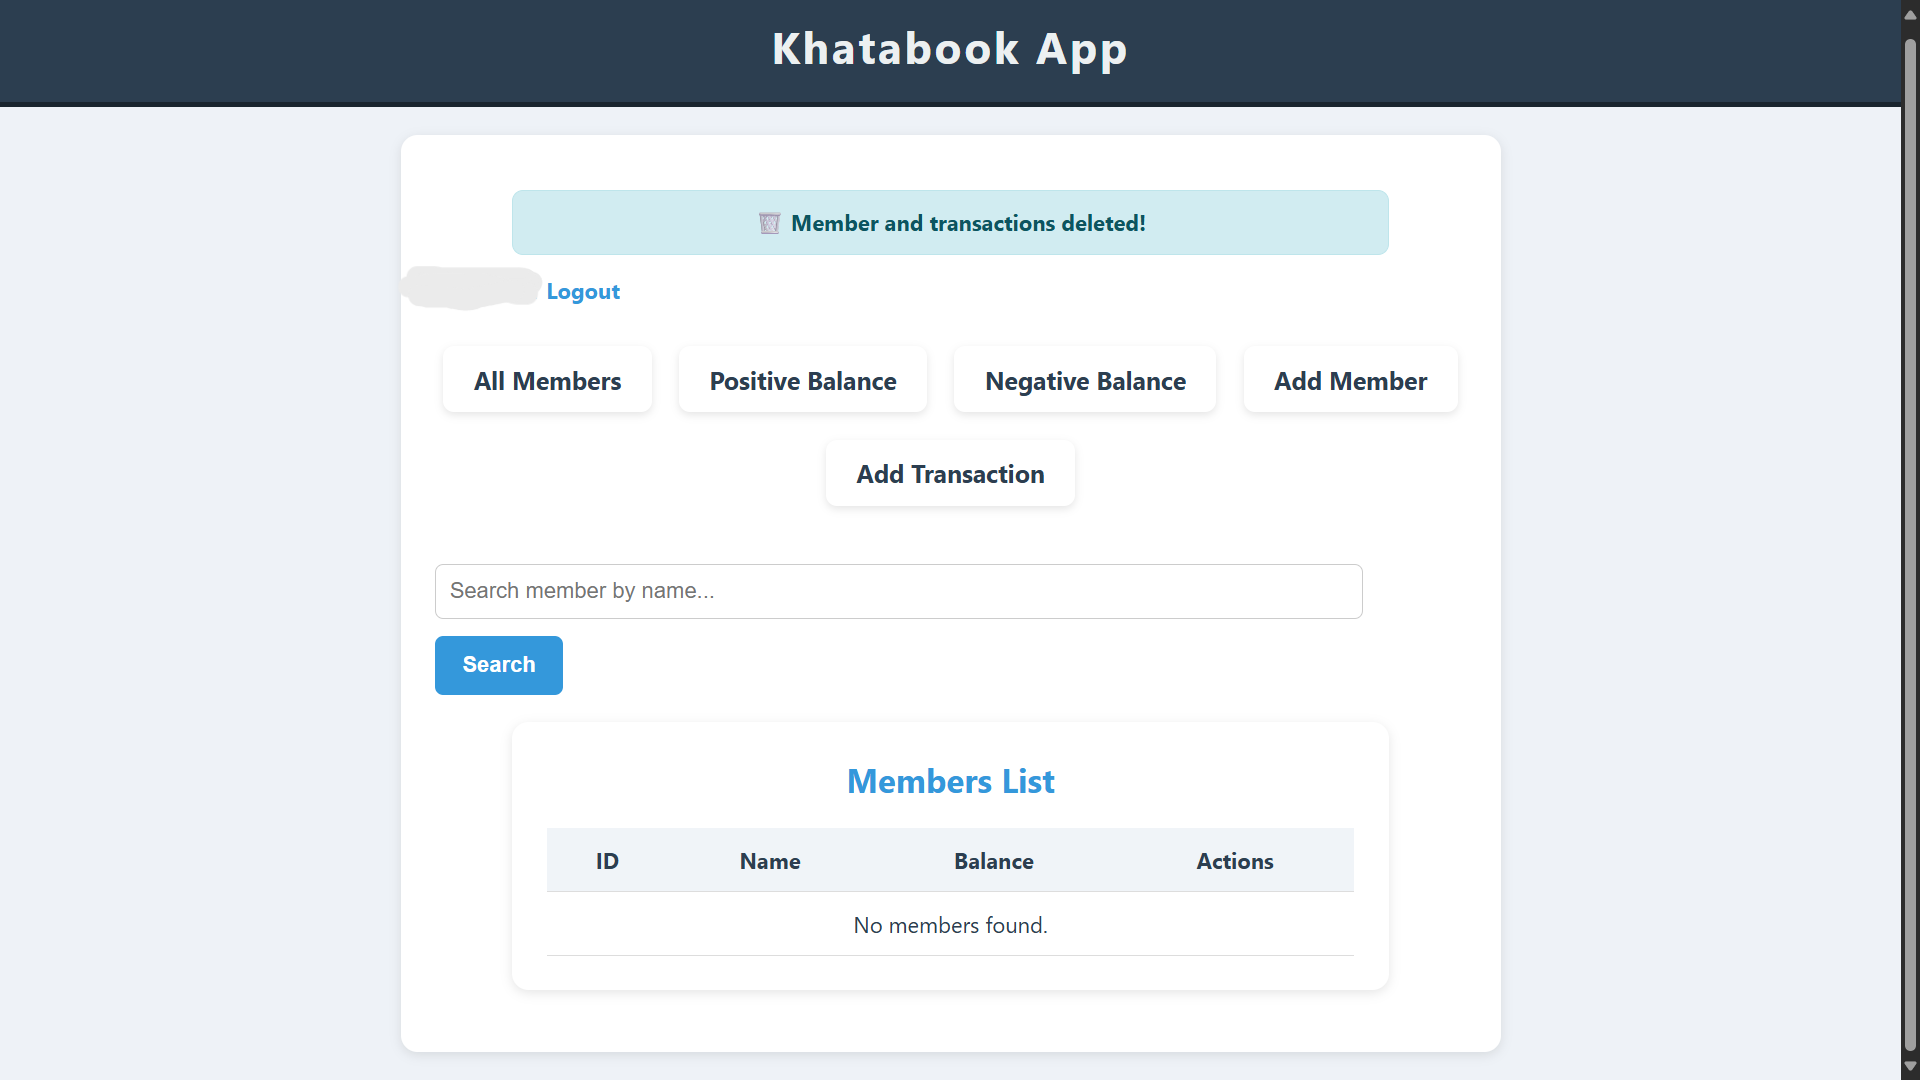 Khatabook App
🗑️ Member and transactions deleted!
Logout
All Members Positive Balance Negative Balance Add Member
Add Transaction
Search member by name...
Search
Members List
ID Name Balance Actions
No members found.